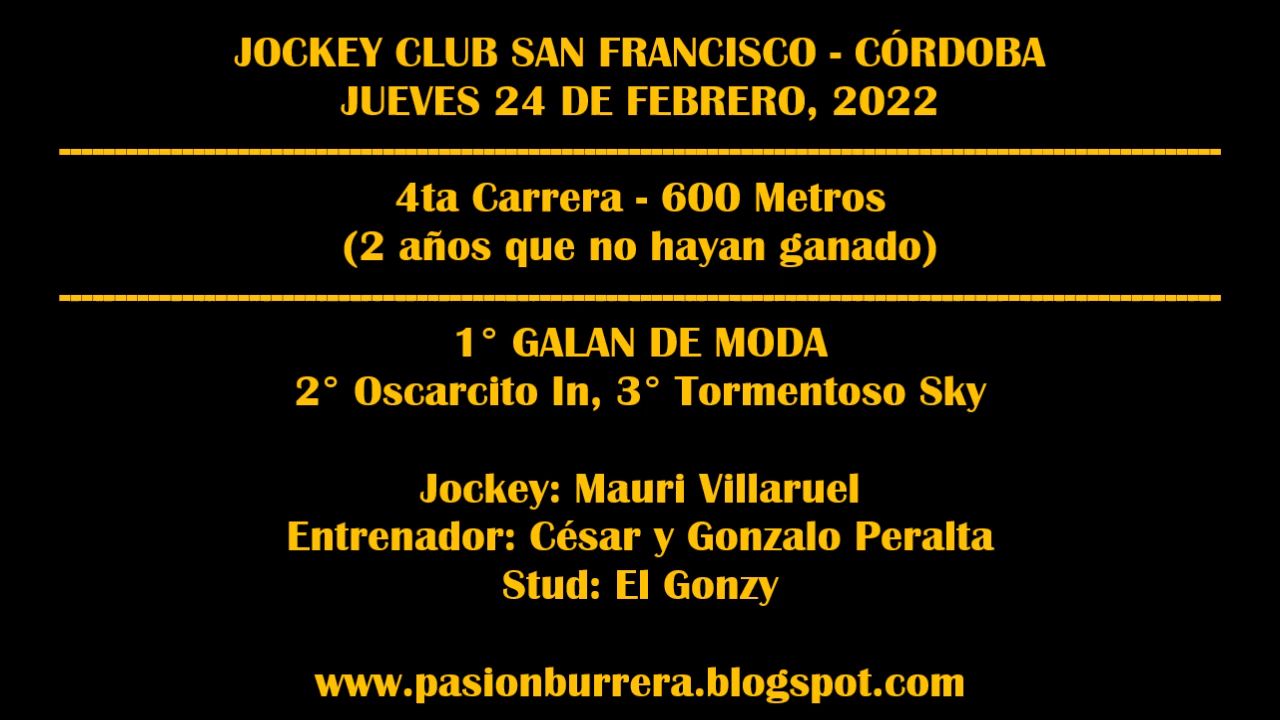 JOCKEY CLUB SAN FRANCISCO - CÓRDOBA
JUEVES 24 DE FEBRERO, 2022
4ta Carrera - 600 Metros
(2 años que no hayan ganado)
1° GALAN DE MODA
2° Oscarcito In, 3° Tormentoso Sky
Jockey: Mauri Villaruel
Entrenador: César y Gonzalo Peralta
Stud: El Gonzy
www.pasionburrera.blogspot.com